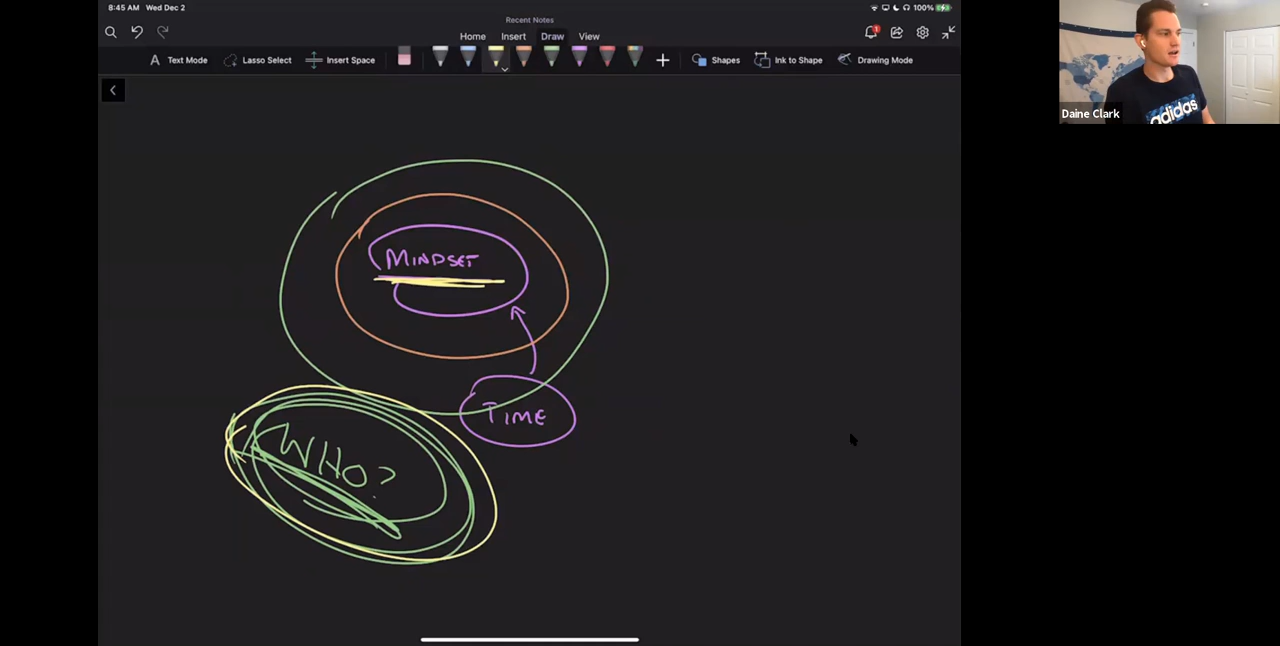 8:45 AM Wed Dec 2
100%
Recent Notes
Home Insert Draw View
1
A Text Mode Lasso Select Insert Space Shapes Ink to Shape Drawing Mode
Daine Clark
adidas
MINDSET
TIME
WHO?